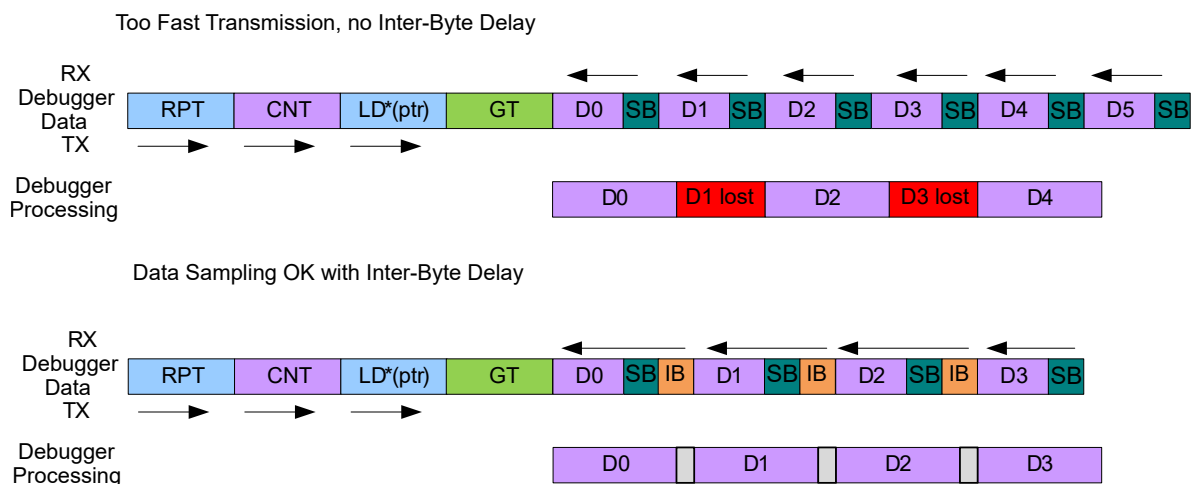 Too Fast Transmission, no Inter-Byte Delay
RX
Debugger
Data
TX
RPT CNT LD*(ptr) GT D0 SB D1 SB D2 SB D3 SB D4 SB D5 SB
Debugger
Processing
D0 D1 lost D2 D3 lost D4
Data Sampling OK with Inter-Byte Delay
RX
Debugger
Data
TX
RPT CNT LD*(ptr) GT D0 SB IB D1 SB IB D2 SB IB D3 SB
Debugger
Processing
D0 D1 D2 D3